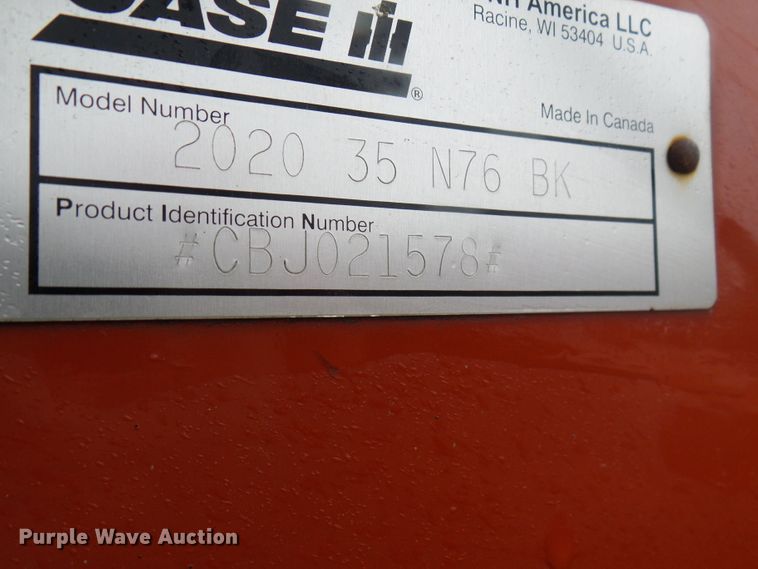 CASE IH ®
America LLC
Racine, WI 53404 U.S.A.
Model Number
Made In Canada
2020 35 N76 BK
Product Identification Number
#CBJ021578#
Purple Wave Auction